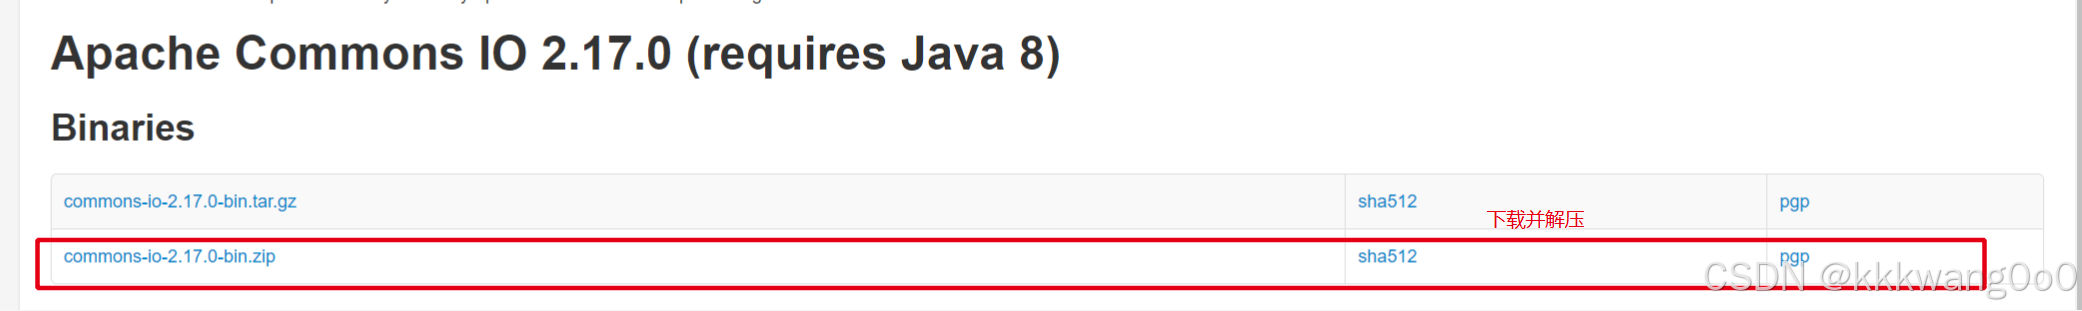 Apache Commons IO 2.17.0 (requires Java 8)
Binaries
commons-io-2.17.0-bin.tar.gz sha512 pgp
下载并解压
commons-io-2.17.0-bin.zip sha512 pgp
CSDN @kkkwang0o0